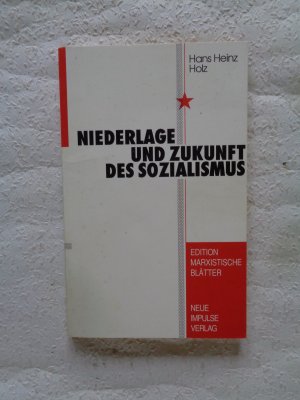 Hans Heinz
Holz
NIEDERLAGE
UND ZUKUNFT
DES SOZIALISMUS
EDITION
MARXISTISCHE
BLÄTTER
NEUE
IMPULSE
VERLAG